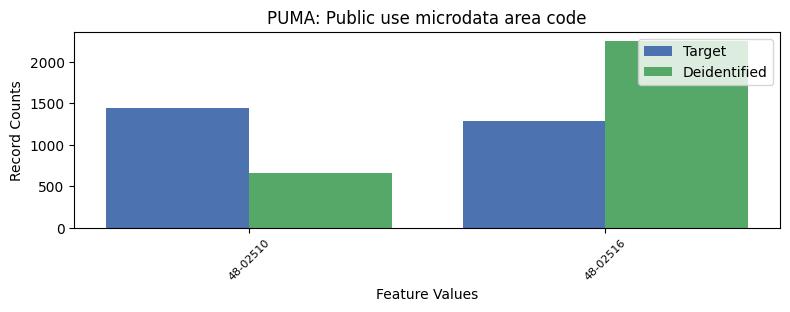 PUMA: Public use microdata area code
Record Counts
2000
1500
1000
500
0
Target
Deidentified
48-02510
48-02516
Feature Values